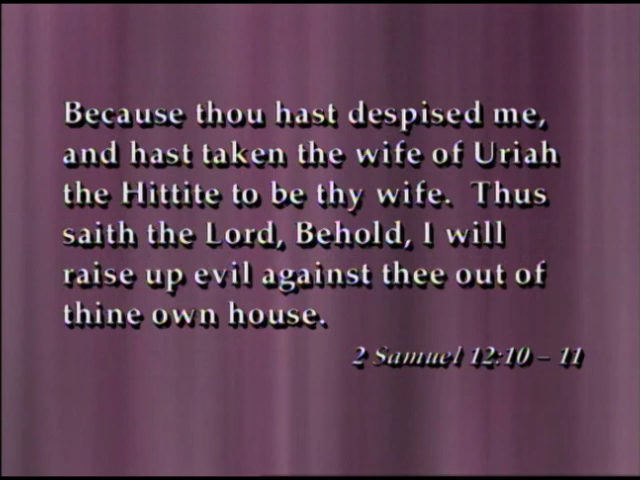 Because thou hast despised me,
and hast taken the wife of Uriah
the Hittite to be thy wife. Thus
saith the Lord, Behold, I will
raise up evil against thee out of
thine own house.
2 Samuel 12:10 – 11